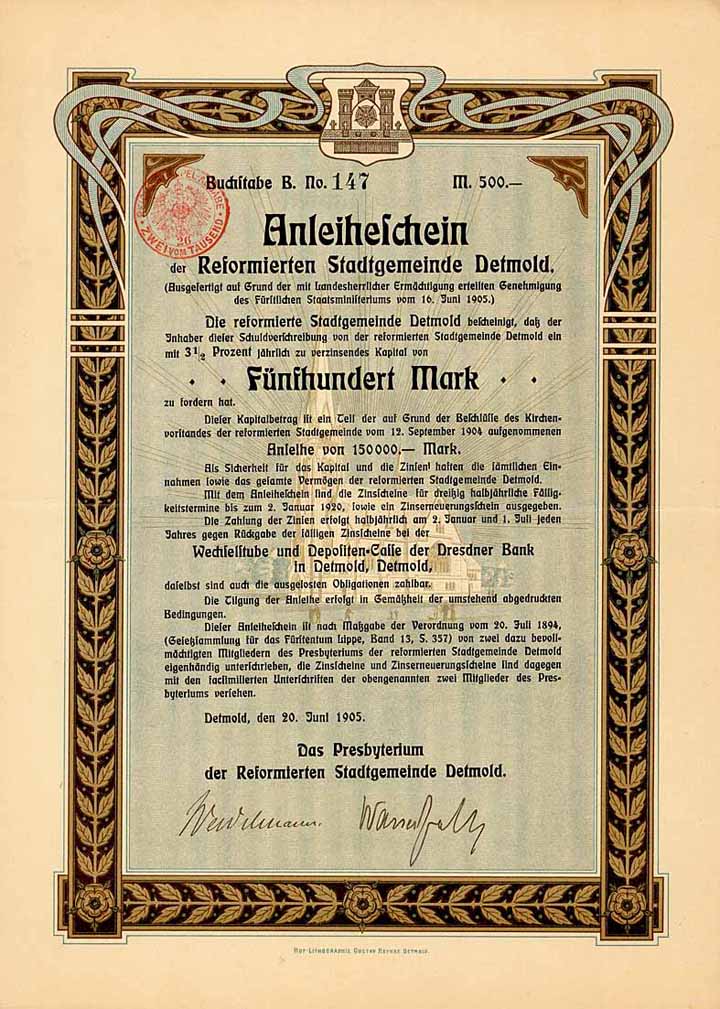 Buchſtabe B. No. 147 M. 500.—
ZWEI VOM TAUSEND
Anleiheſchein
der Reformierten Stadtgemeinde Detmold.
(Ausgefertigt auf Grund der mit Landesherrlicher Ermächtigung erteilten Genehmigung
des Fürſtlichen Staatsminiſteriums vom 16. Juni 1905.)
Die reformierte Stadtgemeinde Detmold beſcheinigt, daß der
Inhaber dieſer Schuldverſchreibung von der reformierten Stadtgemeinde Detmold ein
mit 3½ Prozent jährlich zu verzinsendes Kapital von
Fünfhundert Mark
zu fordern hat.
Dieſer Kapitalbetrag iſt ein Teil der auf Grund der Beſchlüſſe des Kirchen-
vorſtandes der reformierten Stadtgemeinde vom 12. September 1904 aufgenommenen
Anleihe von 150000.— Mark.
Als Sicherheit für das Kapital und die Zinſen haften die ſämtlichen Ein-
nahmen ſowie das geſamte Vermögen der reformierten Stadtgemeinde Detmold.
Mit dem Anleiheſchein ſind die Zinſcheine für dreißig halbjährliche Fällig-
keitstermine bis zum 2. Januar 1920, ſowie ein Zinserneuerungſchein ausgegeben.
Die Zahlung der Zinſen erfolgt halbjährlich am 2. Januar und 1. Juli jeden
Jahres gegen Rückgabe der fälligen Zinſcheine bei der
Wechſelſtube und Depoſiten-Caſſe der Dresdner Bank
in Detmold, Detmold,
daſelbst ſind auch die ausgeloſten Obligationen zahlbar.
Die Tilgung der Anleihe erfolgt in Gemäßheit der umſtehend abgedruckten
Bedingungen.
Dieſer Anleiheſchein iſt nach Maßgabe der Verordnung vom 20. Juli 1894,
(Geſetzſammlung für das Fürſtentum Lippe, Band 13, S. 357) von zwei dazu bevoll-
mächtigten Mitgliedern des Presbyteriums der reformierten Stadtgemeinde Detmold
eigenhändig unterſchrieben, die Zinſcheine und Zinserneuerungſcheine ſind dagegen
mit den facſimilierten Unterſchriften der obengenannten zwei Mitglieder des Pres-
byteriums verſehen.
Detmold, den 20. Juni 1905.
Das Presbyterium
der Reformierten Stadtgemeinde Detmold.
HOF-LITHOGRAPHIE GUSTAV DETMOLD.